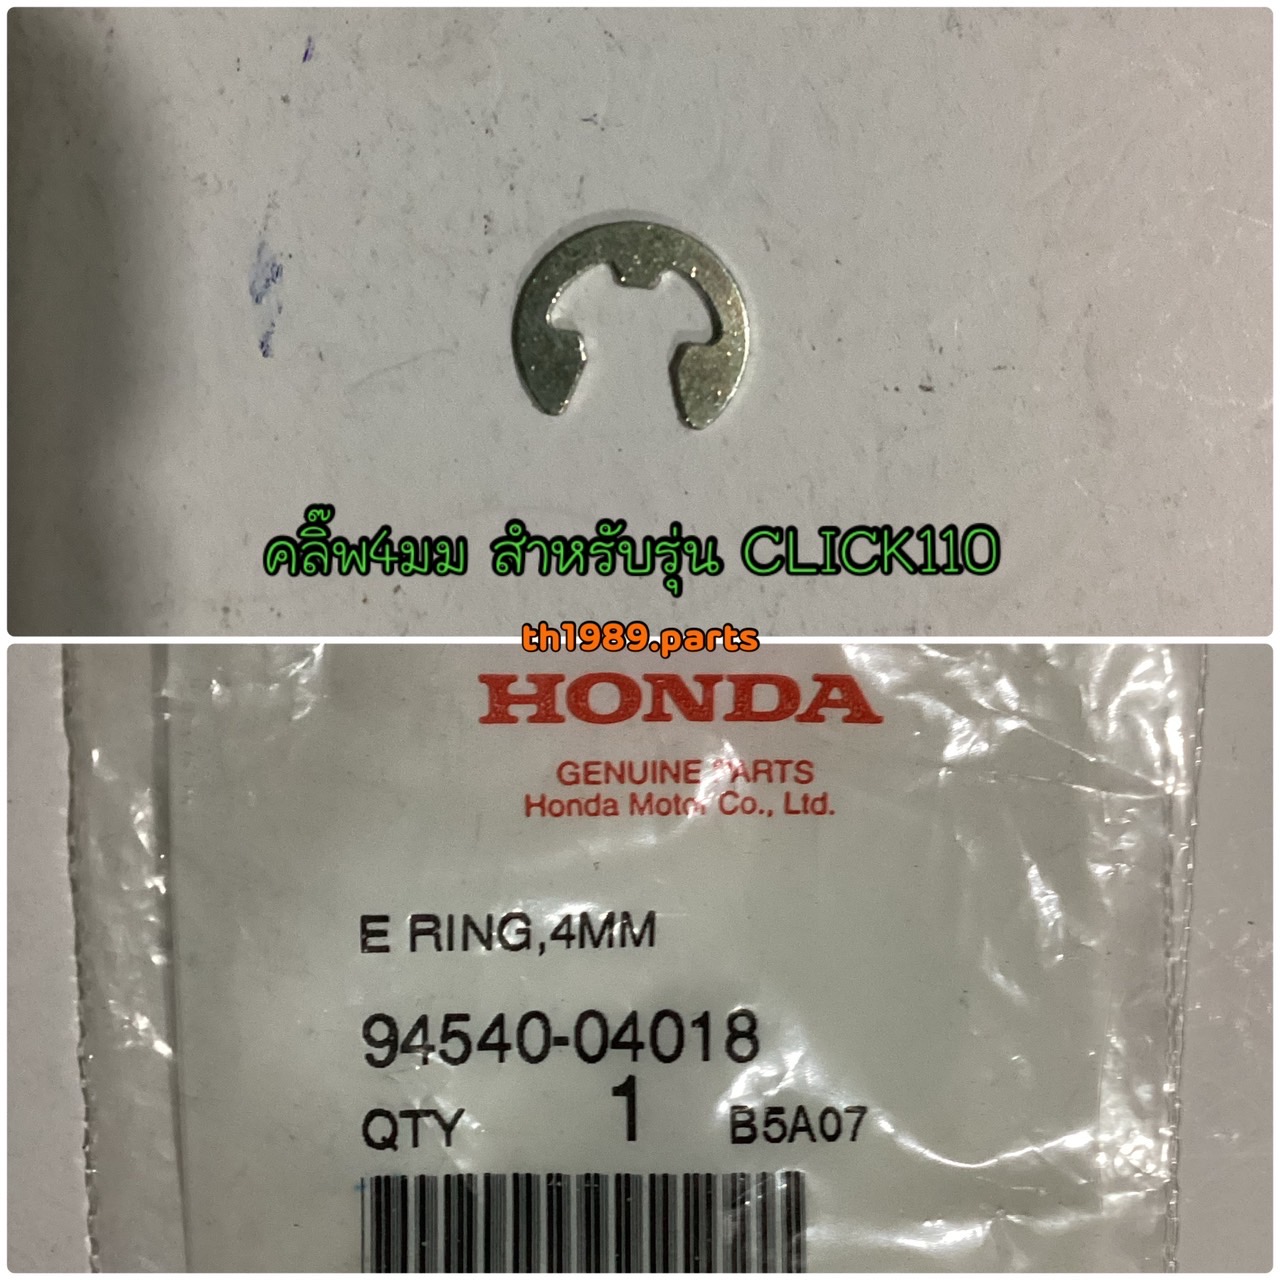 คลิ๊พ4มม สำหรับรุ่น CLICK110
th1989.parts
HONDA
GENUINE PARTS
Honda Motor Co., Ltd.
E RING,4MM
94540-04018
QTY 1 B5A07